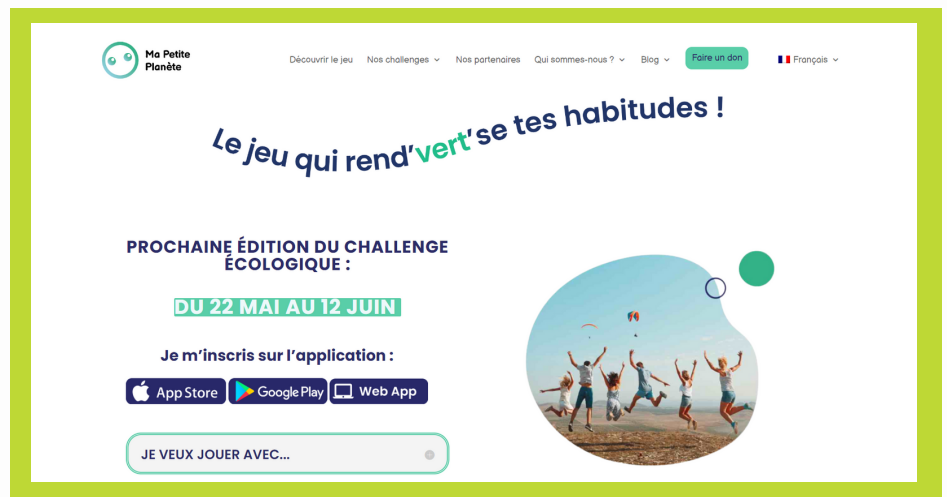 Ma Petite
Planète
Découvrir le jeu Nos challenges Nos partenaires Qui sommes-nous ? Blog Faire un don Français
Le jeu qui rend'vert'se tes habitudes !
PROCHAINE ÉDITION DU CHALLENGE
ÉCOLOGIQUE :
DU 22 MAI AU 12 JUIN
Je m'inscris sur l'application :
App Store Google Play Web App
JE VEUX JOUER AVEC...